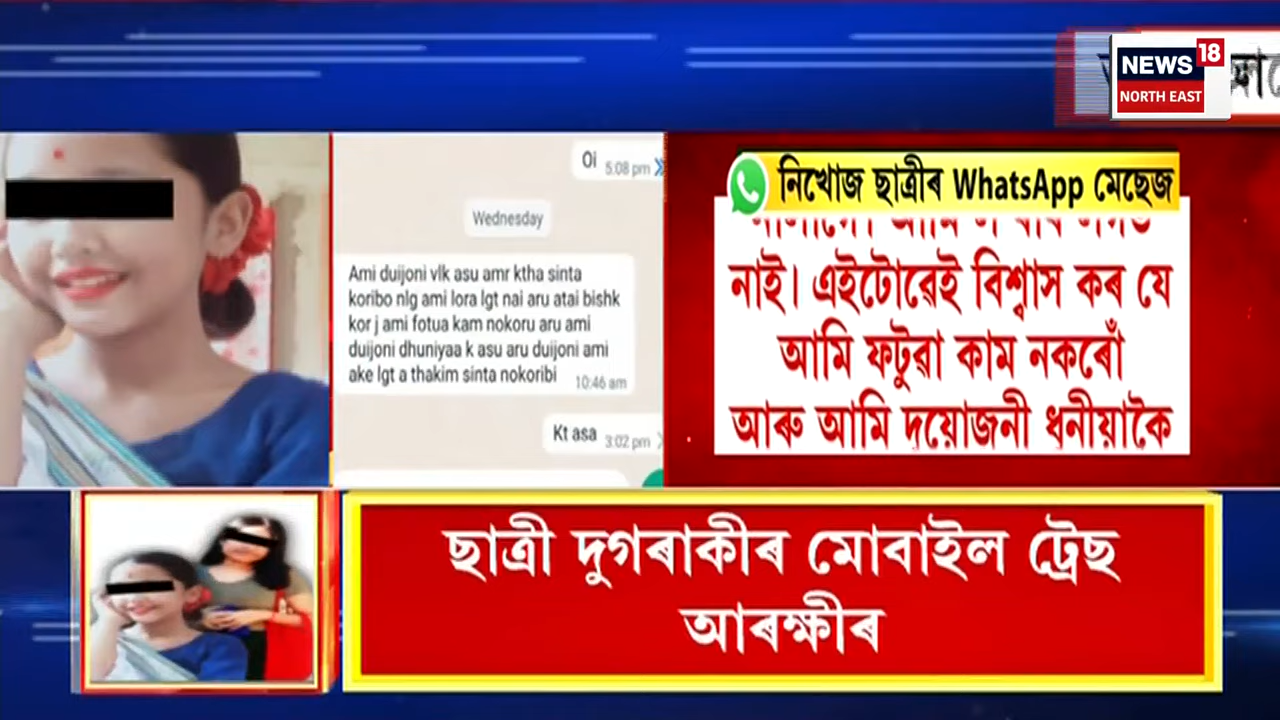 NEWS 18
NORTH EAST
Oi 5:08 pm
Wednesday
Ami duijoni vlk asu amr ktha sinta
koribo nlg ami lora lgt nai aru atai bishk
kor j ami fotua kam nokoru aru ami
duijoni dhuniyaa k asu aru duijoni ami
ake lgt a thakim sinta nokoribi 10:46 am
Kt asa 3:02 pm
নিখোজ ছাত্ৰীৰ WhatsApp মেছেজ
নাই। এইটোৱেই বিশ্বাস কৰ যে
আমি ফটুৱা কাম নকৰোঁ
আৰু আমি দুয়োজনী ধনীয়াকৈ
ছাত্ৰী দুগৰাকীৰ মোবাইল ট্ৰেছ
আৰক্ষীৰ